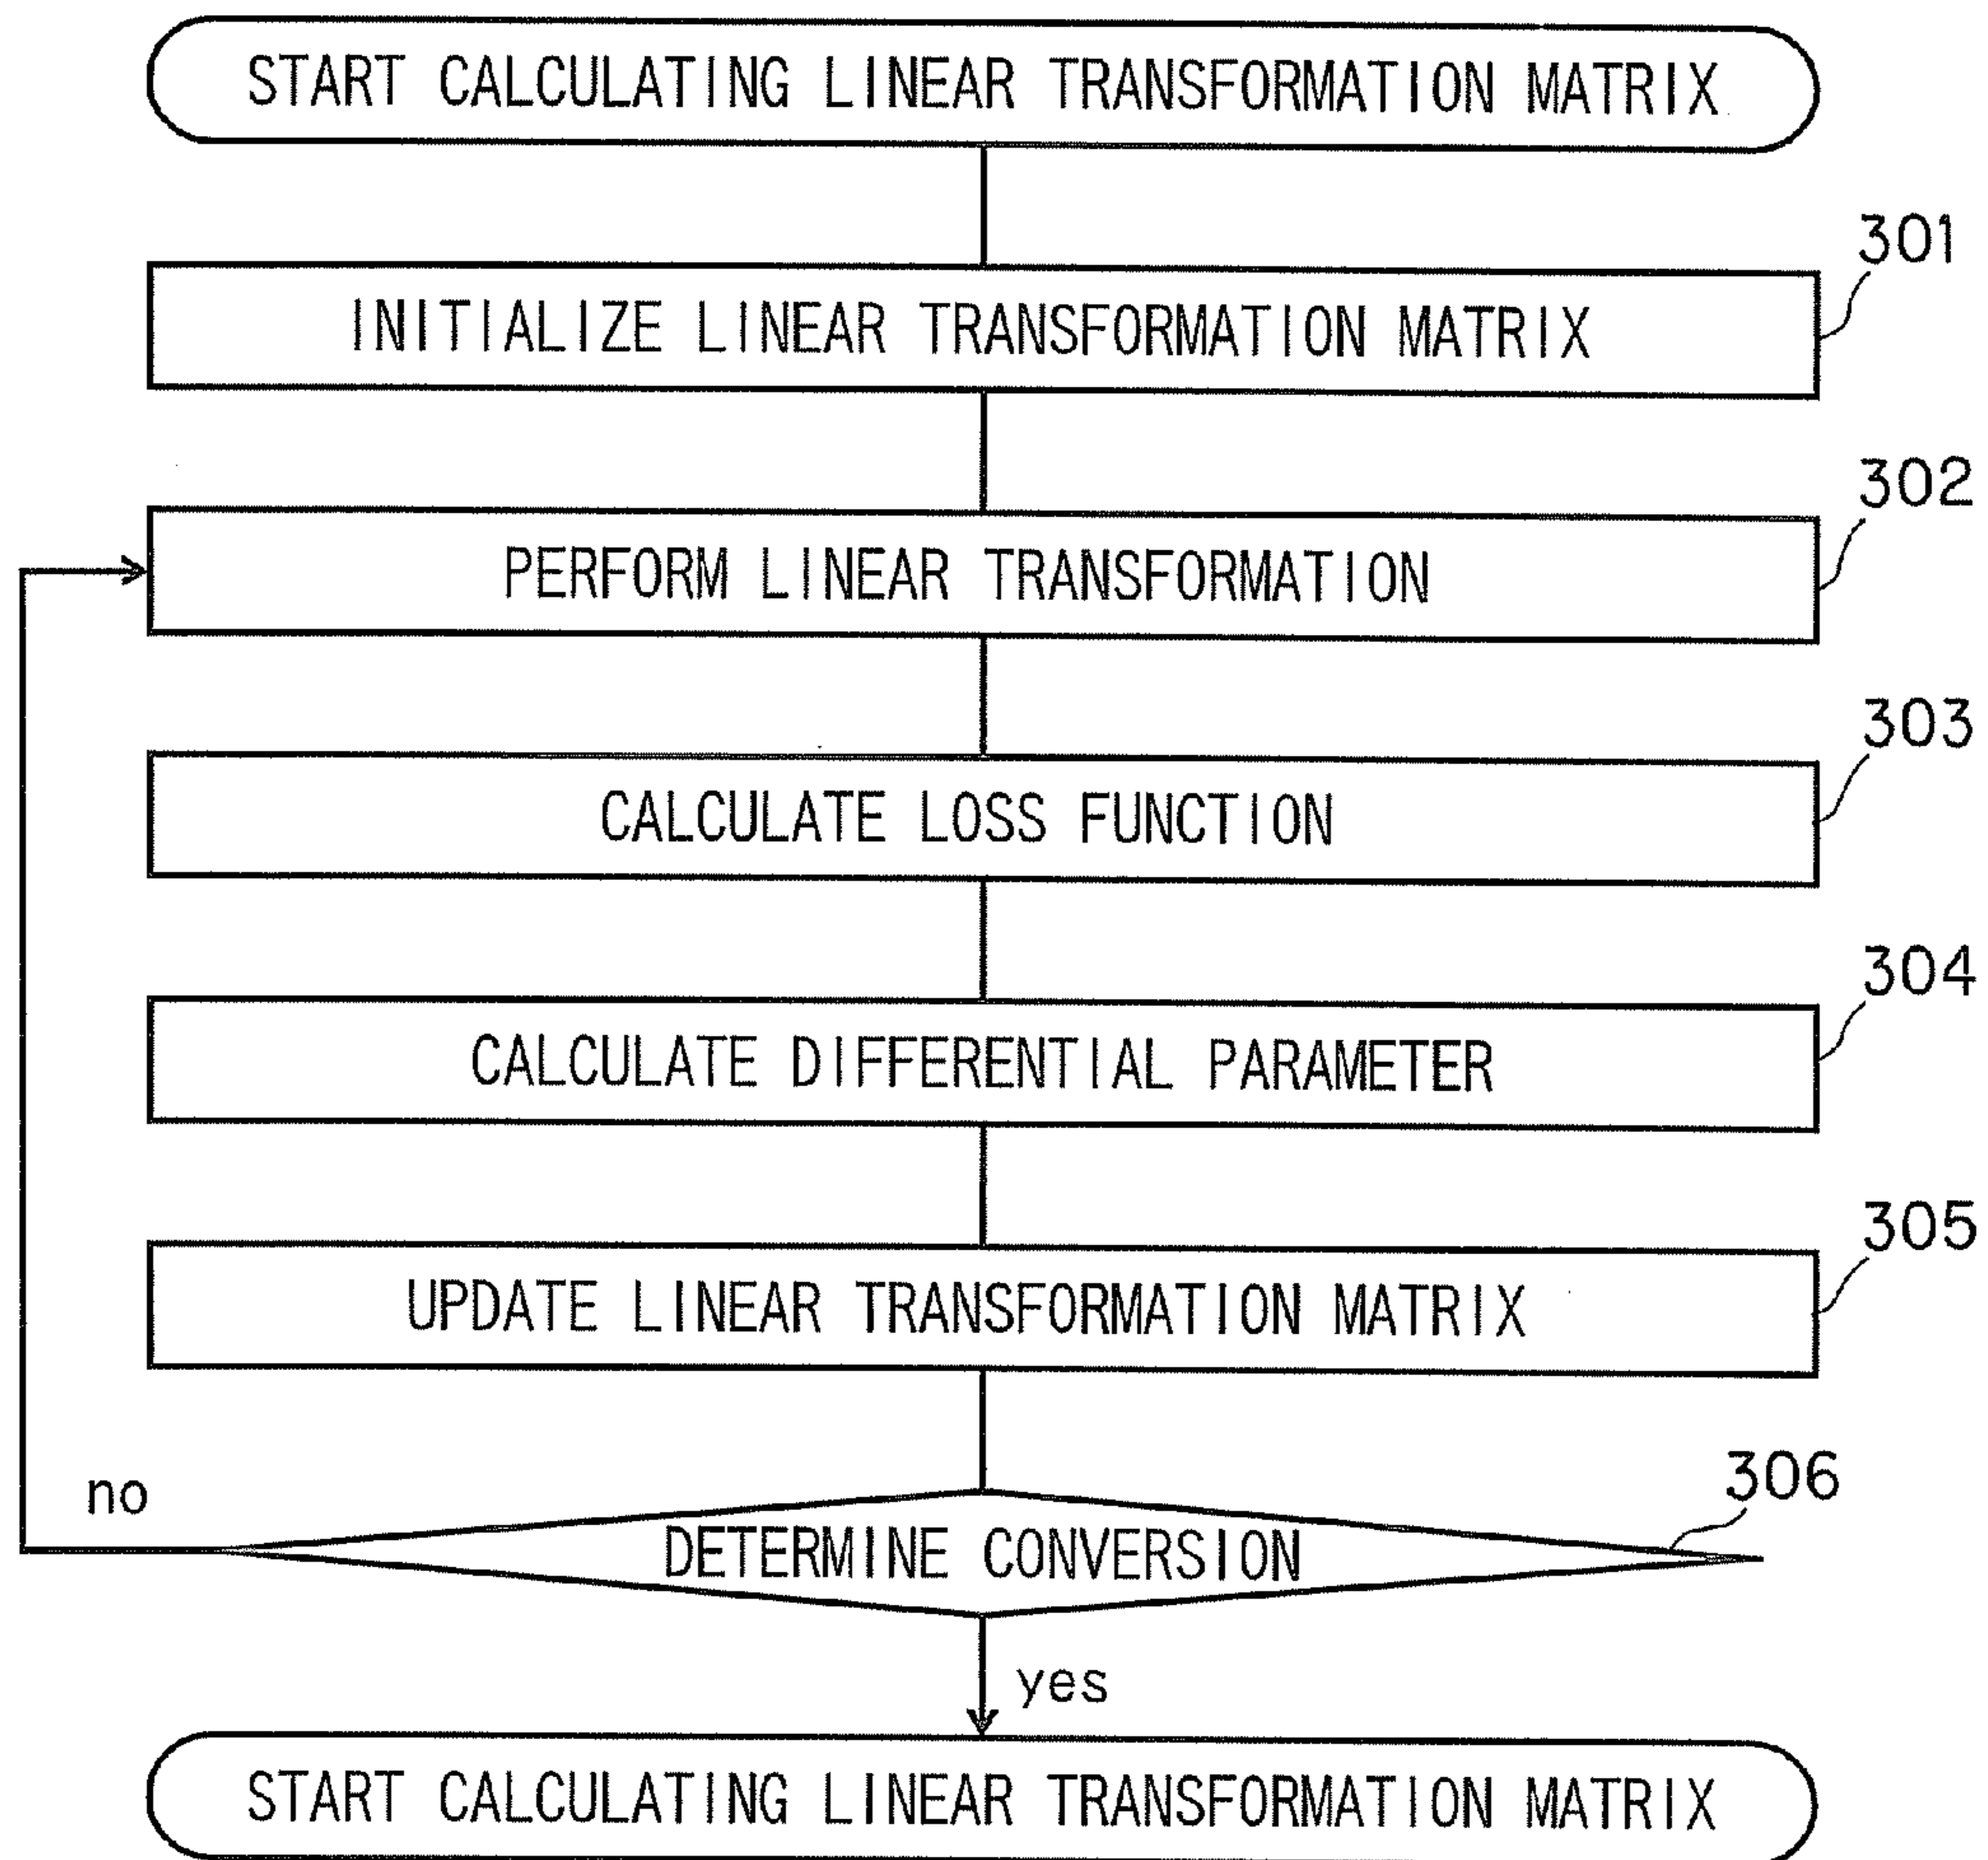 START CALCULATING LINEAR TRANSFORMATION MATRIX
301
INITIALIZE LINEAR TRANSFORMATION MATRIX
302
PERFORM LINEAR TRANSFORMATION
303
CALCULATE LOSS FUNCTION
304
CALCULATE DIFFERENTIAL PARAMETER
305
UPDATE LINEAR TRANSFORMATION MATRIX
306
no
DETERMINE CONVERSION
yes
START CALCULATING LINEAR TRANSFORMATION MATRIX